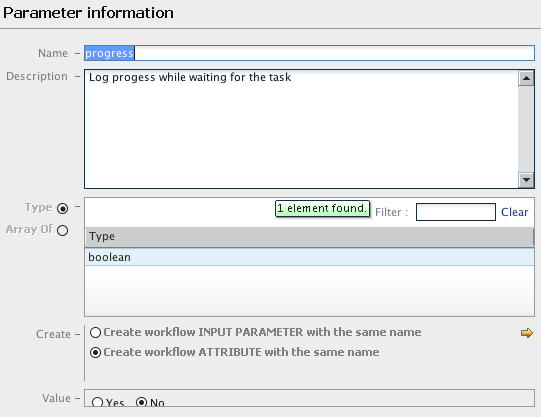 Parameter information
Name
progress
Description
Log progess while waiting for the task
Type
1 element found.
Filter :
Clear
Array Of
Type
boolean
Create
Create workflow INPUT PARAMETER with the same name
Create workflow ATTRIBUTE with the same name
Value
Yes No